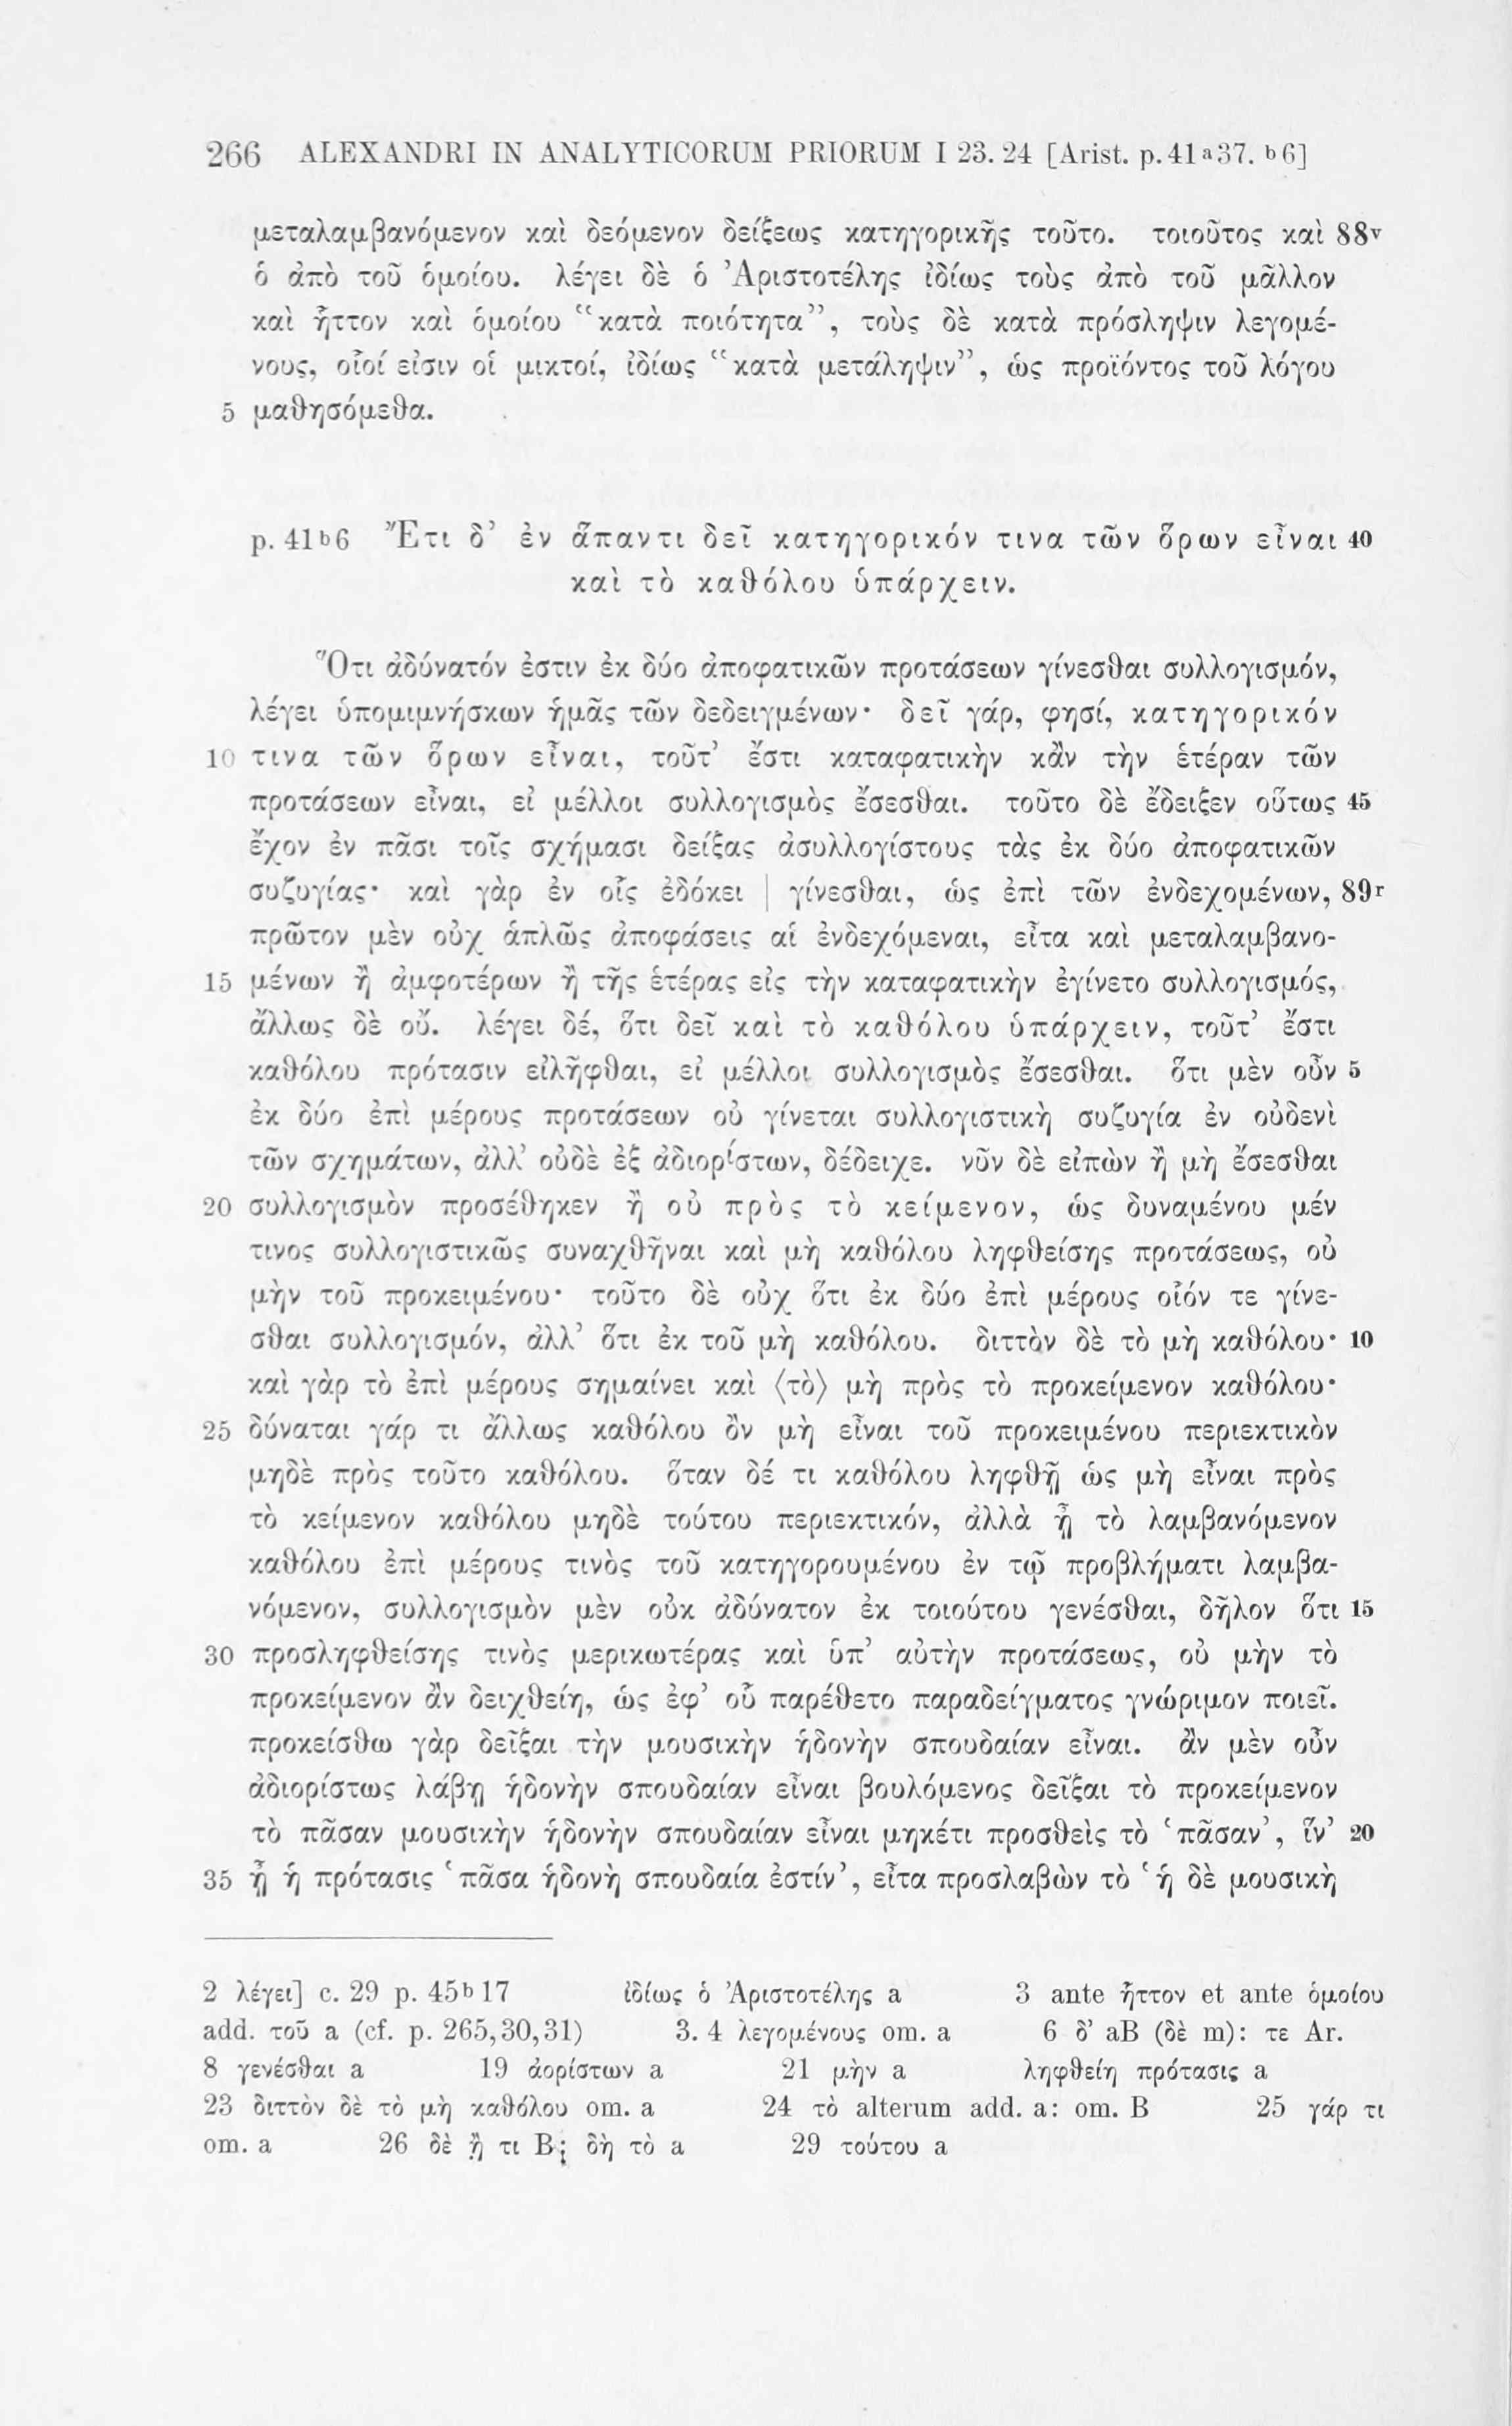 266 ALEXANDRI IN ANALYTICORUM PRIORUM I 23. 24 [Arist. p. 41 a 37. b 6]
μεταλαμβανόμενον καὶ δεόμενον δείξεως κατηγορικῆς τοῦτο. τοιοῦτος καὶ 88v
ὁ ἀπὸ τοῦ ὁμοίου. λέγει δὲ ὁ Ἀριστοτέλης ἰδίως τοὺς ἀπὸ τοῦ μᾶλλον
καὶ ἧττον καὶ ὁμοίου “κατὰ ποιότητα”, τοὺς δὲ κατὰ πρόσληψιν λεγομέ-
νους, οἷοί εἰσιν οἱ μικτοί, ἰδίως “κατὰ μετάληψιν”, ὡς προϊόντος τοῦ λόγου
5 μαθησόμεθα.
p. 41b6 Ἔτι δ’ ἐν ἅπαντι δεῖ κατηγορικόν τινα τῶν ὅρων εἶναι 40
καὶ τὸ καθόλου ὑπάρχειν.
Ὅτι ἀδύνατόν ἐστιν ἐκ δύο ἀποφατικῶν προτάσεων γίνεσθαι συλλογισμόν,
λέγει ὑπομιμνήσκων ἡμᾶς τῶν δεδειγμένων· δεῖ γάρ, φησί, κατηγορικόν
10 τινα τῶν ὅρων εἶναι, τοῦτ’ ἔστι καταφατικὴν κἂν τὴν ἑτέραν τῶν
προτάσεων εἶναι, εἰ μέλλοι συλλογισμὸς ἔσεσθαι. τοῦτο δὲ ἔδειξεν οὕτως 45
ἔχον ἐν πᾶσι τοῖς σχήμασι δείξας ἀσυλλογίστους τὰς ἐκ δύο ἀποφατικῶν
συζυγίας· καὶ γὰρ ἐν οἷς ἐδόκει | γίνεσθαι, ὡς ἐπὶ τῶν ἐνδεχομένων, 89r
πρῶτον μὲν οὐχ ἁπλῶς ἀποφάσεις αἱ ἐνδεχόμεναι, εἶτα καὶ μεταλαμβανο-
15 μένων ἢ ἀμφοτέρων ἢ τῆς ἑτέρας εἰς τὴν καταφατικὴν ἐγίνετο συλλογισμός,
ἄλλως δὲ οὔ. λέγει δέ, ὅτι δεῖ καὶ τὸ καθόλου ὑπάρχειν, τοῦτ’ ἔστι
καθόλου πρότασιν εἰλῆφθαι, εἰ μέλλοι συλλογισμὸς ἔσεσθαι. ὅτι μὲν οὖν 5
ἐκ δύο ἐπὶ μέρους προτάσεων οὐ γίνεται συλλογιστικὴ συζυγία ἐν οὐδενὶ
τῶν σχημάτων, ἀλλ’ οὐδὲ ἐξ ἀδιορίστων, δέδειχε. νῦν δὲ εἰπὼν ἢ μὴ ἔσεσθαι
20 συλλογισμὸν προσέθηκεν ἢ οὐ πρὸς τὸ κείμενον, ὡς δυναμένου μέν
τινος συλλογιστικῶς συναχθῆναι καὶ μὴ καθόλου ληφθείσης προτάσεως, οὐ
μὴν τοῦ προκειμένου· τοῦτο δὲ οὐχ ὅτι ἐκ δύο ἐπὶ μέρους οἷόν τε γίνε-
σθαι συλλογισμόν, ἀλλ’ ὅτι ἐκ τοῦ μὴ καθόλου. διττὸν δὲ τὸ μὴ καθόλου· 10
καὶ γὰρ τὸ ἐπὶ μέρους σημαίνει καὶ ⟨τὸ⟩ μὴ πρὸς τὸ προκείμενον καθόλου·
25 δύναται γάρ τι ἄλλως καθόλου ὂν μὴ εἶναι τοῦ προκειμένου περιεκτικὸν
μηδὲ πρὸς τοῦτο καθόλου. ὅταν δέ τι καθόλου ληφθῇ ὡς μὴ εἶναι πρὸς
τὸ κείμενον καθόλου μηδὲ τούτου περιεκτικόν, ἀλλὰ ᾖ τὸ λαμβανόμενον
καθόλου ἐπὶ μέρους τινὸς τοῦ κατηγορουμένου ἐν τῷ προβλήματι λαμβα-
νόμενον, συλλογισμὸν μὲν οὐκ ἀδύνατον ἐκ τοιούτου γενέσθαι, δῆλον ὅτι 15
30 προσληφθείσης τινὸς μερικωτέρας καὶ ὑπ’ αὐτὴν προτάσεως, οὐ μὴν τὸ
προκείμενον ἂν δειχθείη, ὡς ἐφ’ οὗ παρέθετο παραδείγματος γνώριμον ποιεῖ.
προκείσθω γὰρ δεῖξαι τὴν μουσικὴν ἡδονὴν σπουδαίαν εἶναι. ἂν μὲν οὖν
ἀδιορίστως λάβῃ ἡδονὴν σπουδαίαν εἶναι βουλόμενος δεῖξαι τὸ προκείμενον
τὸ πᾶσαν μουσικὴν ἡδονὴν σπουδαίαν εἶναι μηκέτι προσθεὶς τὸ ‘πᾶσαν’, ἵν’ 20
35 ᾖ ἡ πρότασις ‘πᾶσα ἡδονὴ σπουδαία ἐστίν’, εἶτα προσλαβὼν τὸ ‘ἡ δὲ μουσικὴ
2 λέγει] c. 29 p. 45b 17 ἰδίως ὁ Ἀριστοτέλης a 3 ante ἧττον et ante ὁμοίου
add. τοῦ a (cf. p. 265,30,31) 3. 4 λεγομένους om. a 6 δ’ aB (δὲ m): τε Ar.
8 γενέσθαι a 19 ἀορίστων a 21 μὴν a ληφθείη πρότασις a
23 διττὸν δὲ τὸ μὴ καθόλου om. a 24 τὸ alterum add. a: om. B 25 γάρ τι
om. a 26 δὲ ἤ τι B; δὴ τὸ a 29 τούτου a